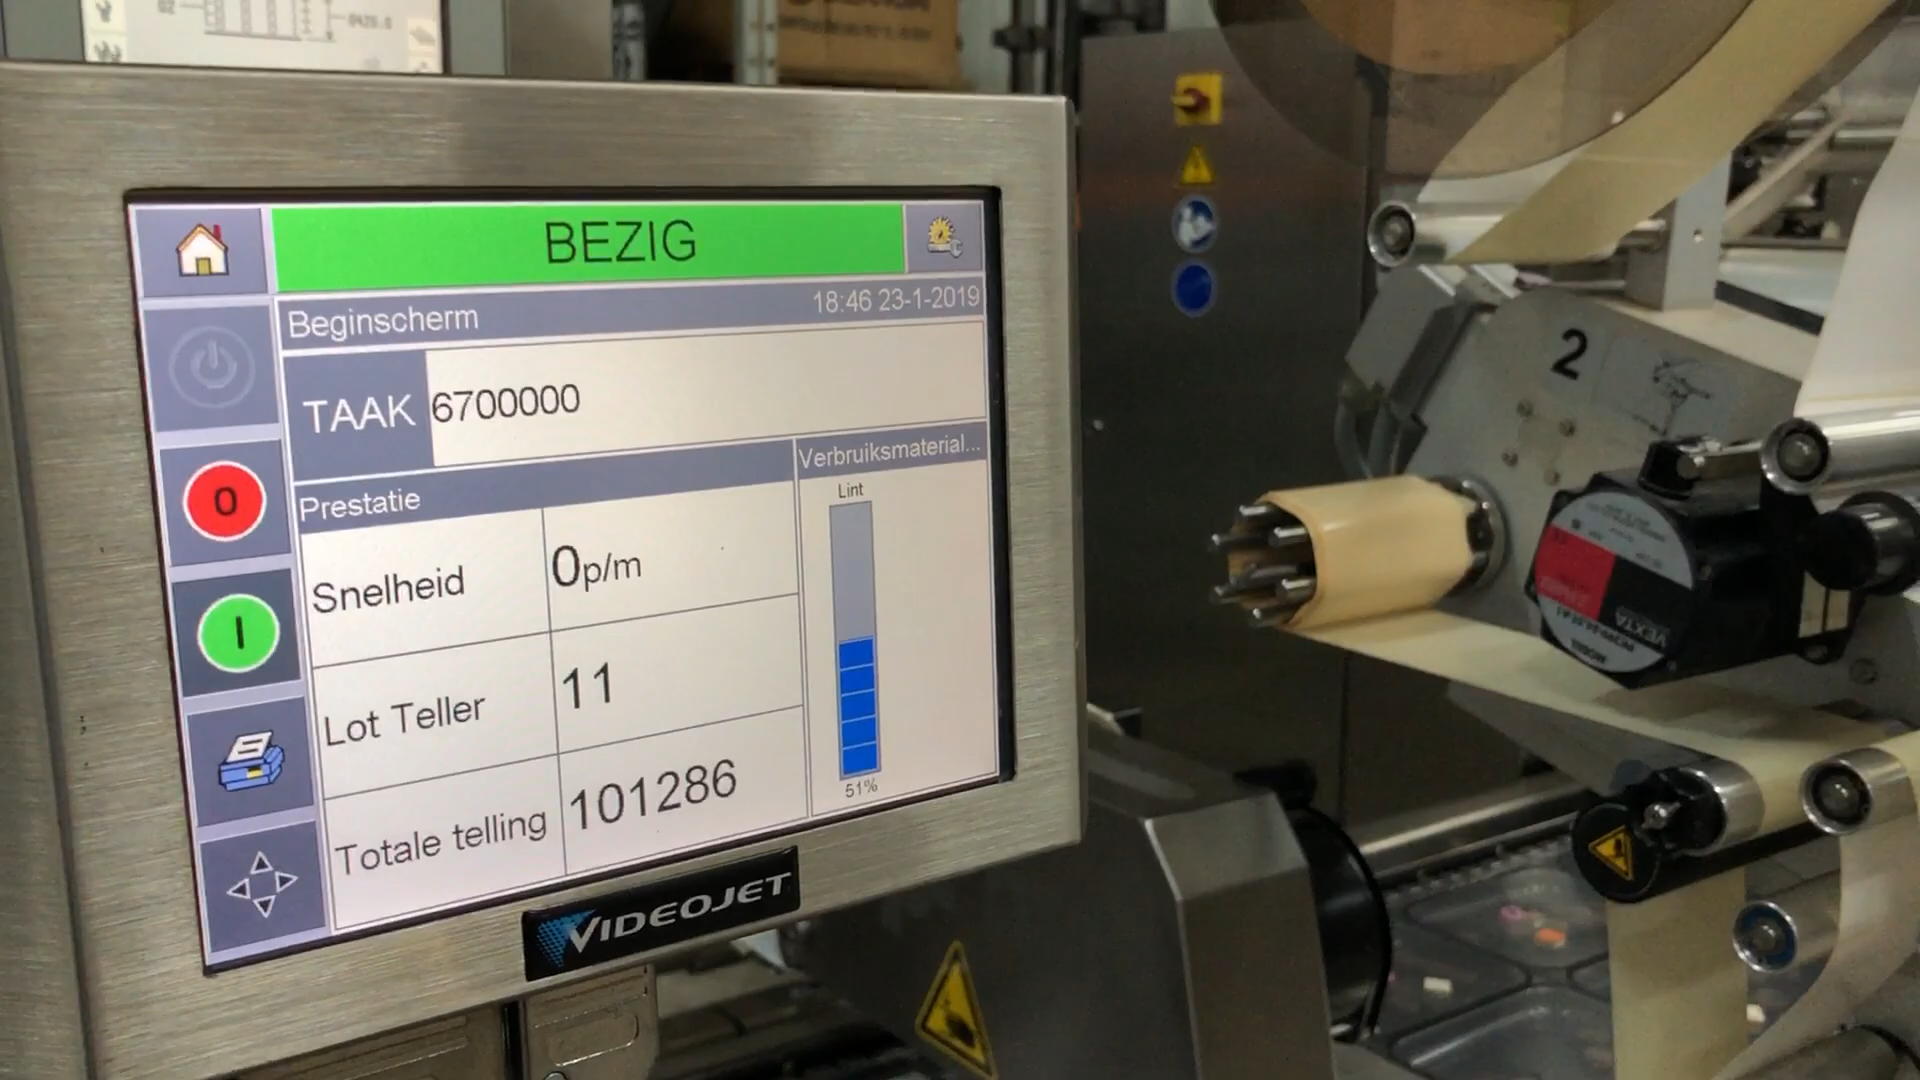 BEZIG
Beginscherm
18:46 23-1-2019
TAAK
6700000
Prestatie
Verbruiksmaterial...
Lint
Snelheid
0p/m
Lot Teller
11
Totale telling
101286
51%
0
I
VIDEOJET
2
VEXTA